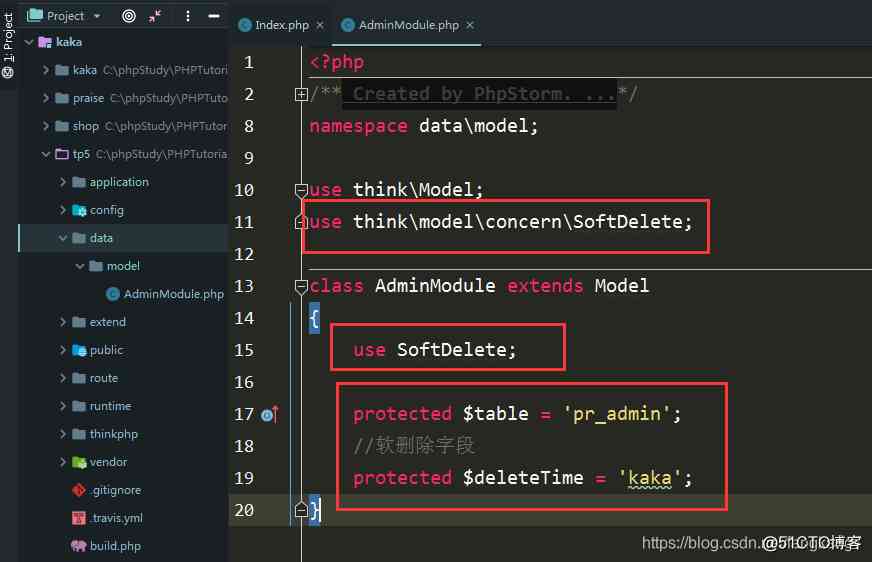 1: Project
Project
Index.php
AdminModule.php
kaka
kaka C:\phpStudy\PHPTuto
praise C:\phpStudy\PHPTuto
shop C:\phpStudy\PHPTutor
tp5 C:\phpStudy\PHPTutoria
application
config
data
model
AdminModule.php
extend
public
route
runtime
thinkphp
vendor
.gitignore
.travis.yml
build.php
1 <?php
2 /** Created by PhpStorm. ...*/
8 namespace data\model;
9
10 use think\Model;
11 use think\model\concern\SoftDelete;
12
13 class AdminModule extends Model
14 {
15 use SoftDelete;
16
17 protected $table = 'pr_admin';
18 //软删除字段
19 protected $deleteTime = 'kaka';
20 }
https://blog.csdn.n
@51CTO博客